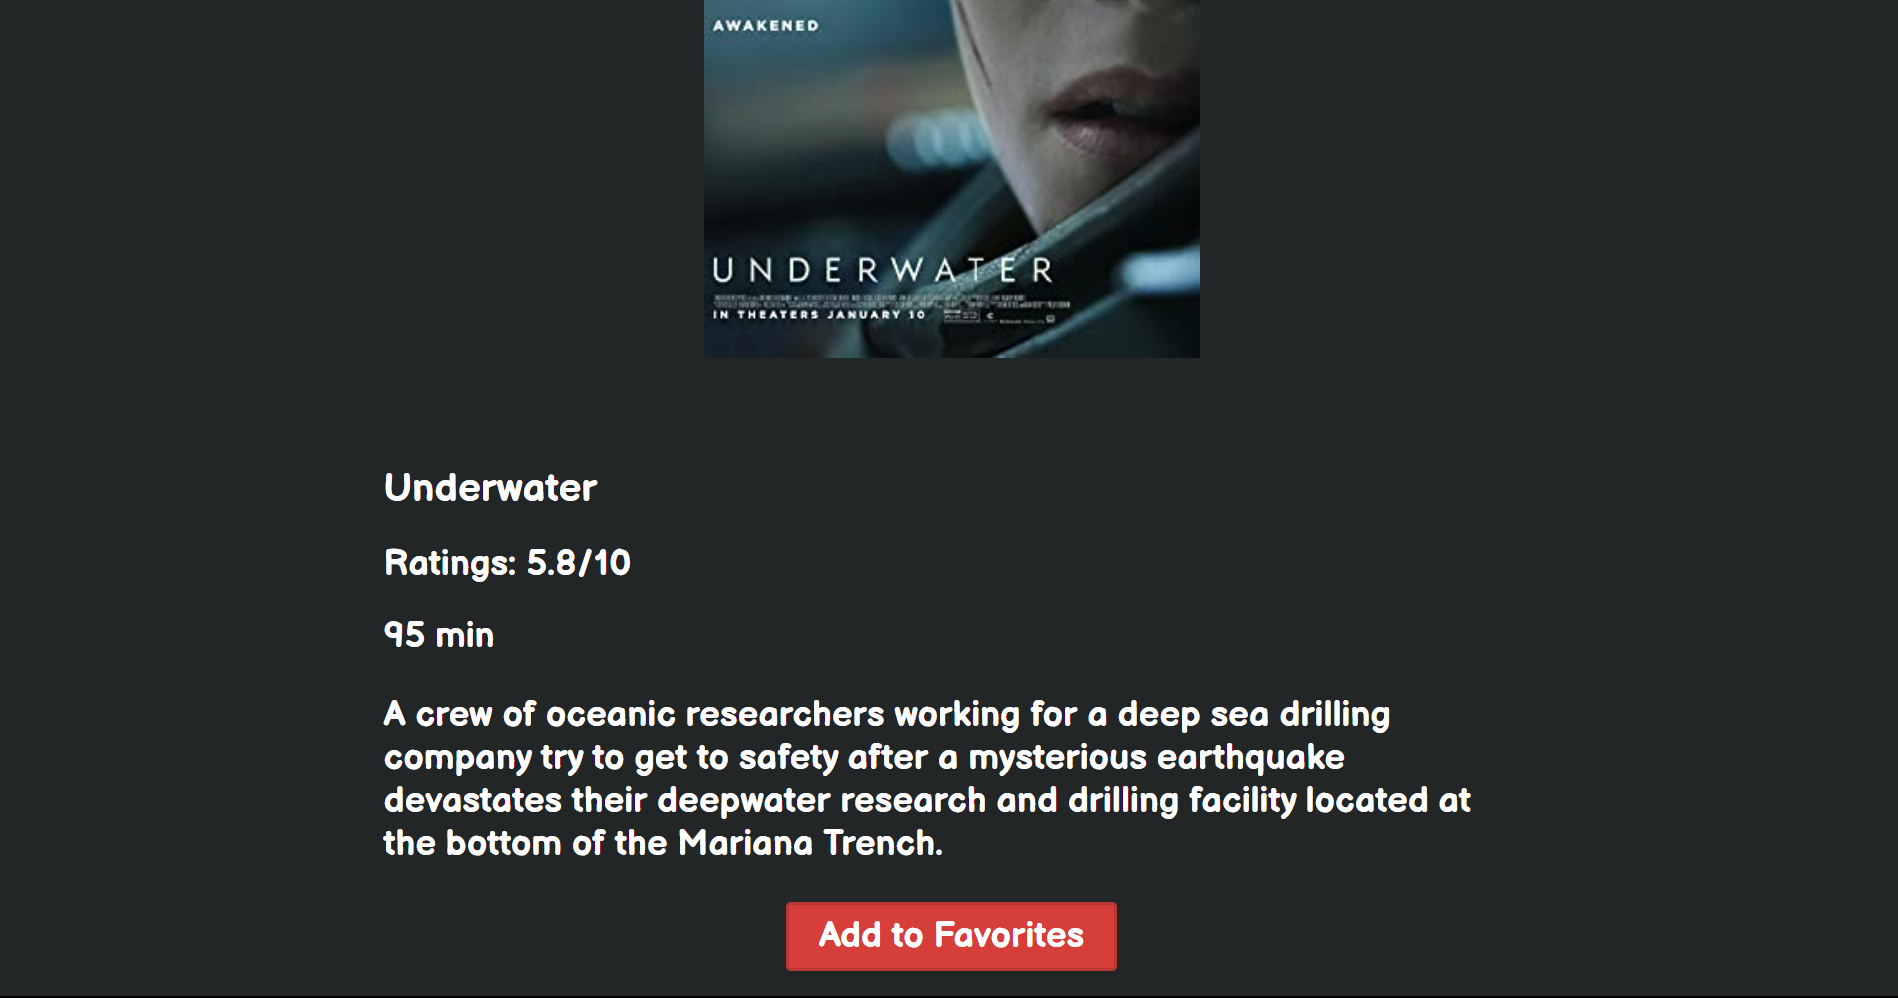 AWAKENED
UNDERWATER
IN THEATERS JANUARY 10
Underwater
Ratings: 5.8/10
95 min
A crew of oceanic researchers working for a deep sea drilling
company try to get to safety after a mysterious earthquake
devastates their deepwater research and drilling facility located at
the bottom of the Mariana Trench.
Add to Favorites